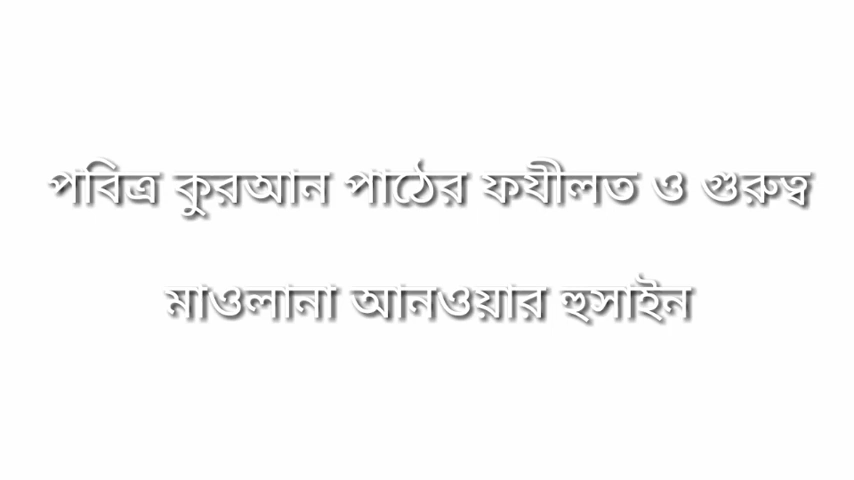 পবিত্র কুরআন পাঠের ফযীলত ও গুরুত্ব
মাওলানা আনওয়ার হুসাইন